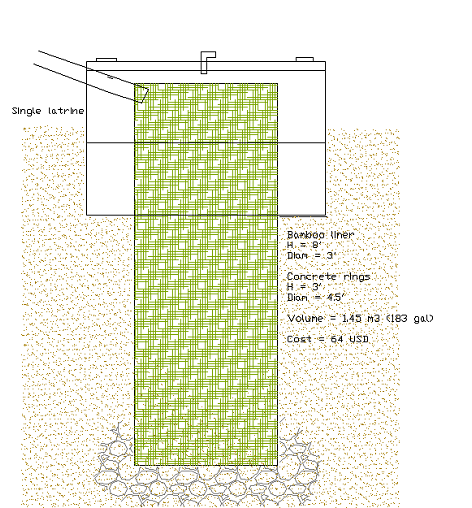 Single latrine
Bamboo liner
H = 8'
Diam = 3'
Concrete rings
H = 3'
Diam = 4.5'
Volume = 1.45 m3 (183 gal)
Cost = 64 USD